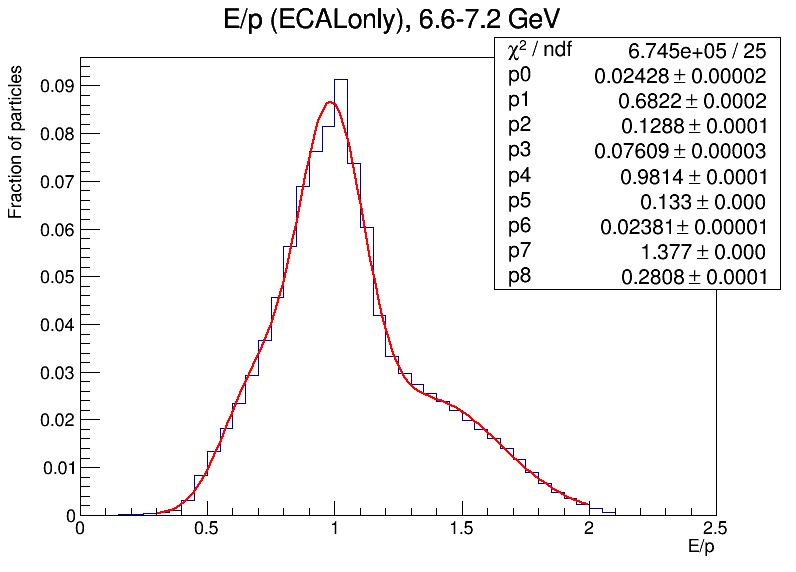 E/p (ECALonly), 6.6-7.2 GeV
χ² / ndf 6.745e+05 / 25
p0 0.02428 ± 0.00002
p1 0.6822 ± 0.0002
p2 0.1288 ± 0.0001
p3 0.07609 ± 0.00003
p4 0.9814 ± 0.0001
p5 0.133 ± 0.000
p6 0.02381 ± 0.00001
p7 1.377 ± 0.000
p8 0.2808 ± 0.0001
Fraction of particles
0.09
0.08
0.07
0.06
0.05
0.04
0.03
0.02
0.01
0
0 0.5 1 1.5 2 2.5
E/p